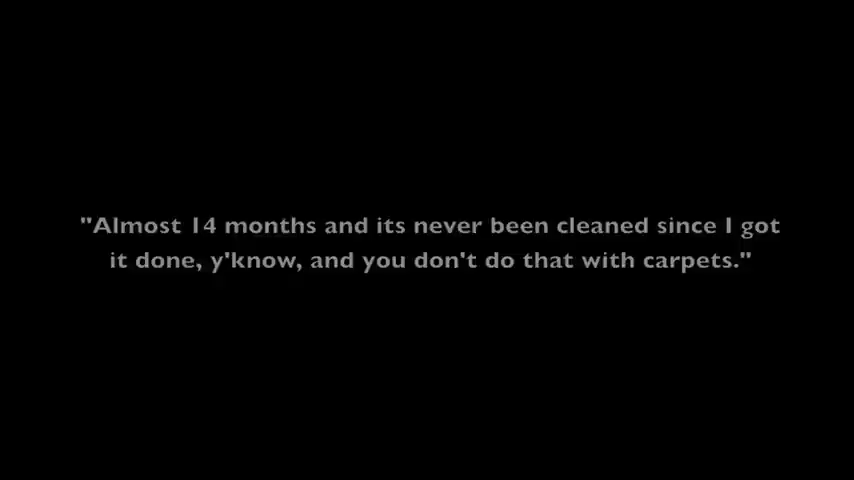 "Almost 14 months and its never been cleaned since I got
it done, y'know, and you don't do that with carpets."